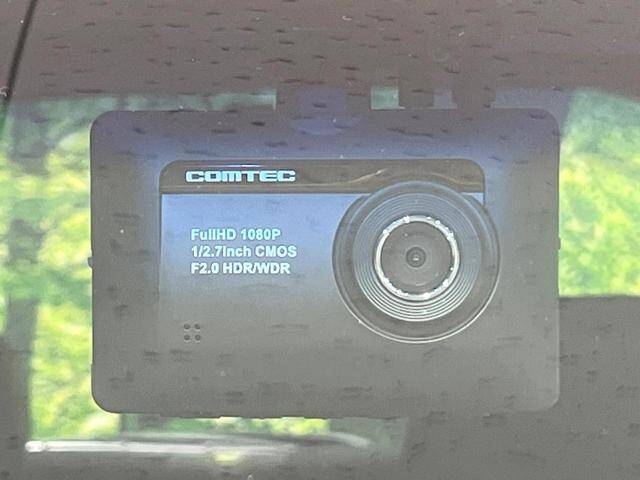 COMTEC
FullHD 1080P
1/2.7inch CMOS
F2.0 HDR/WDR